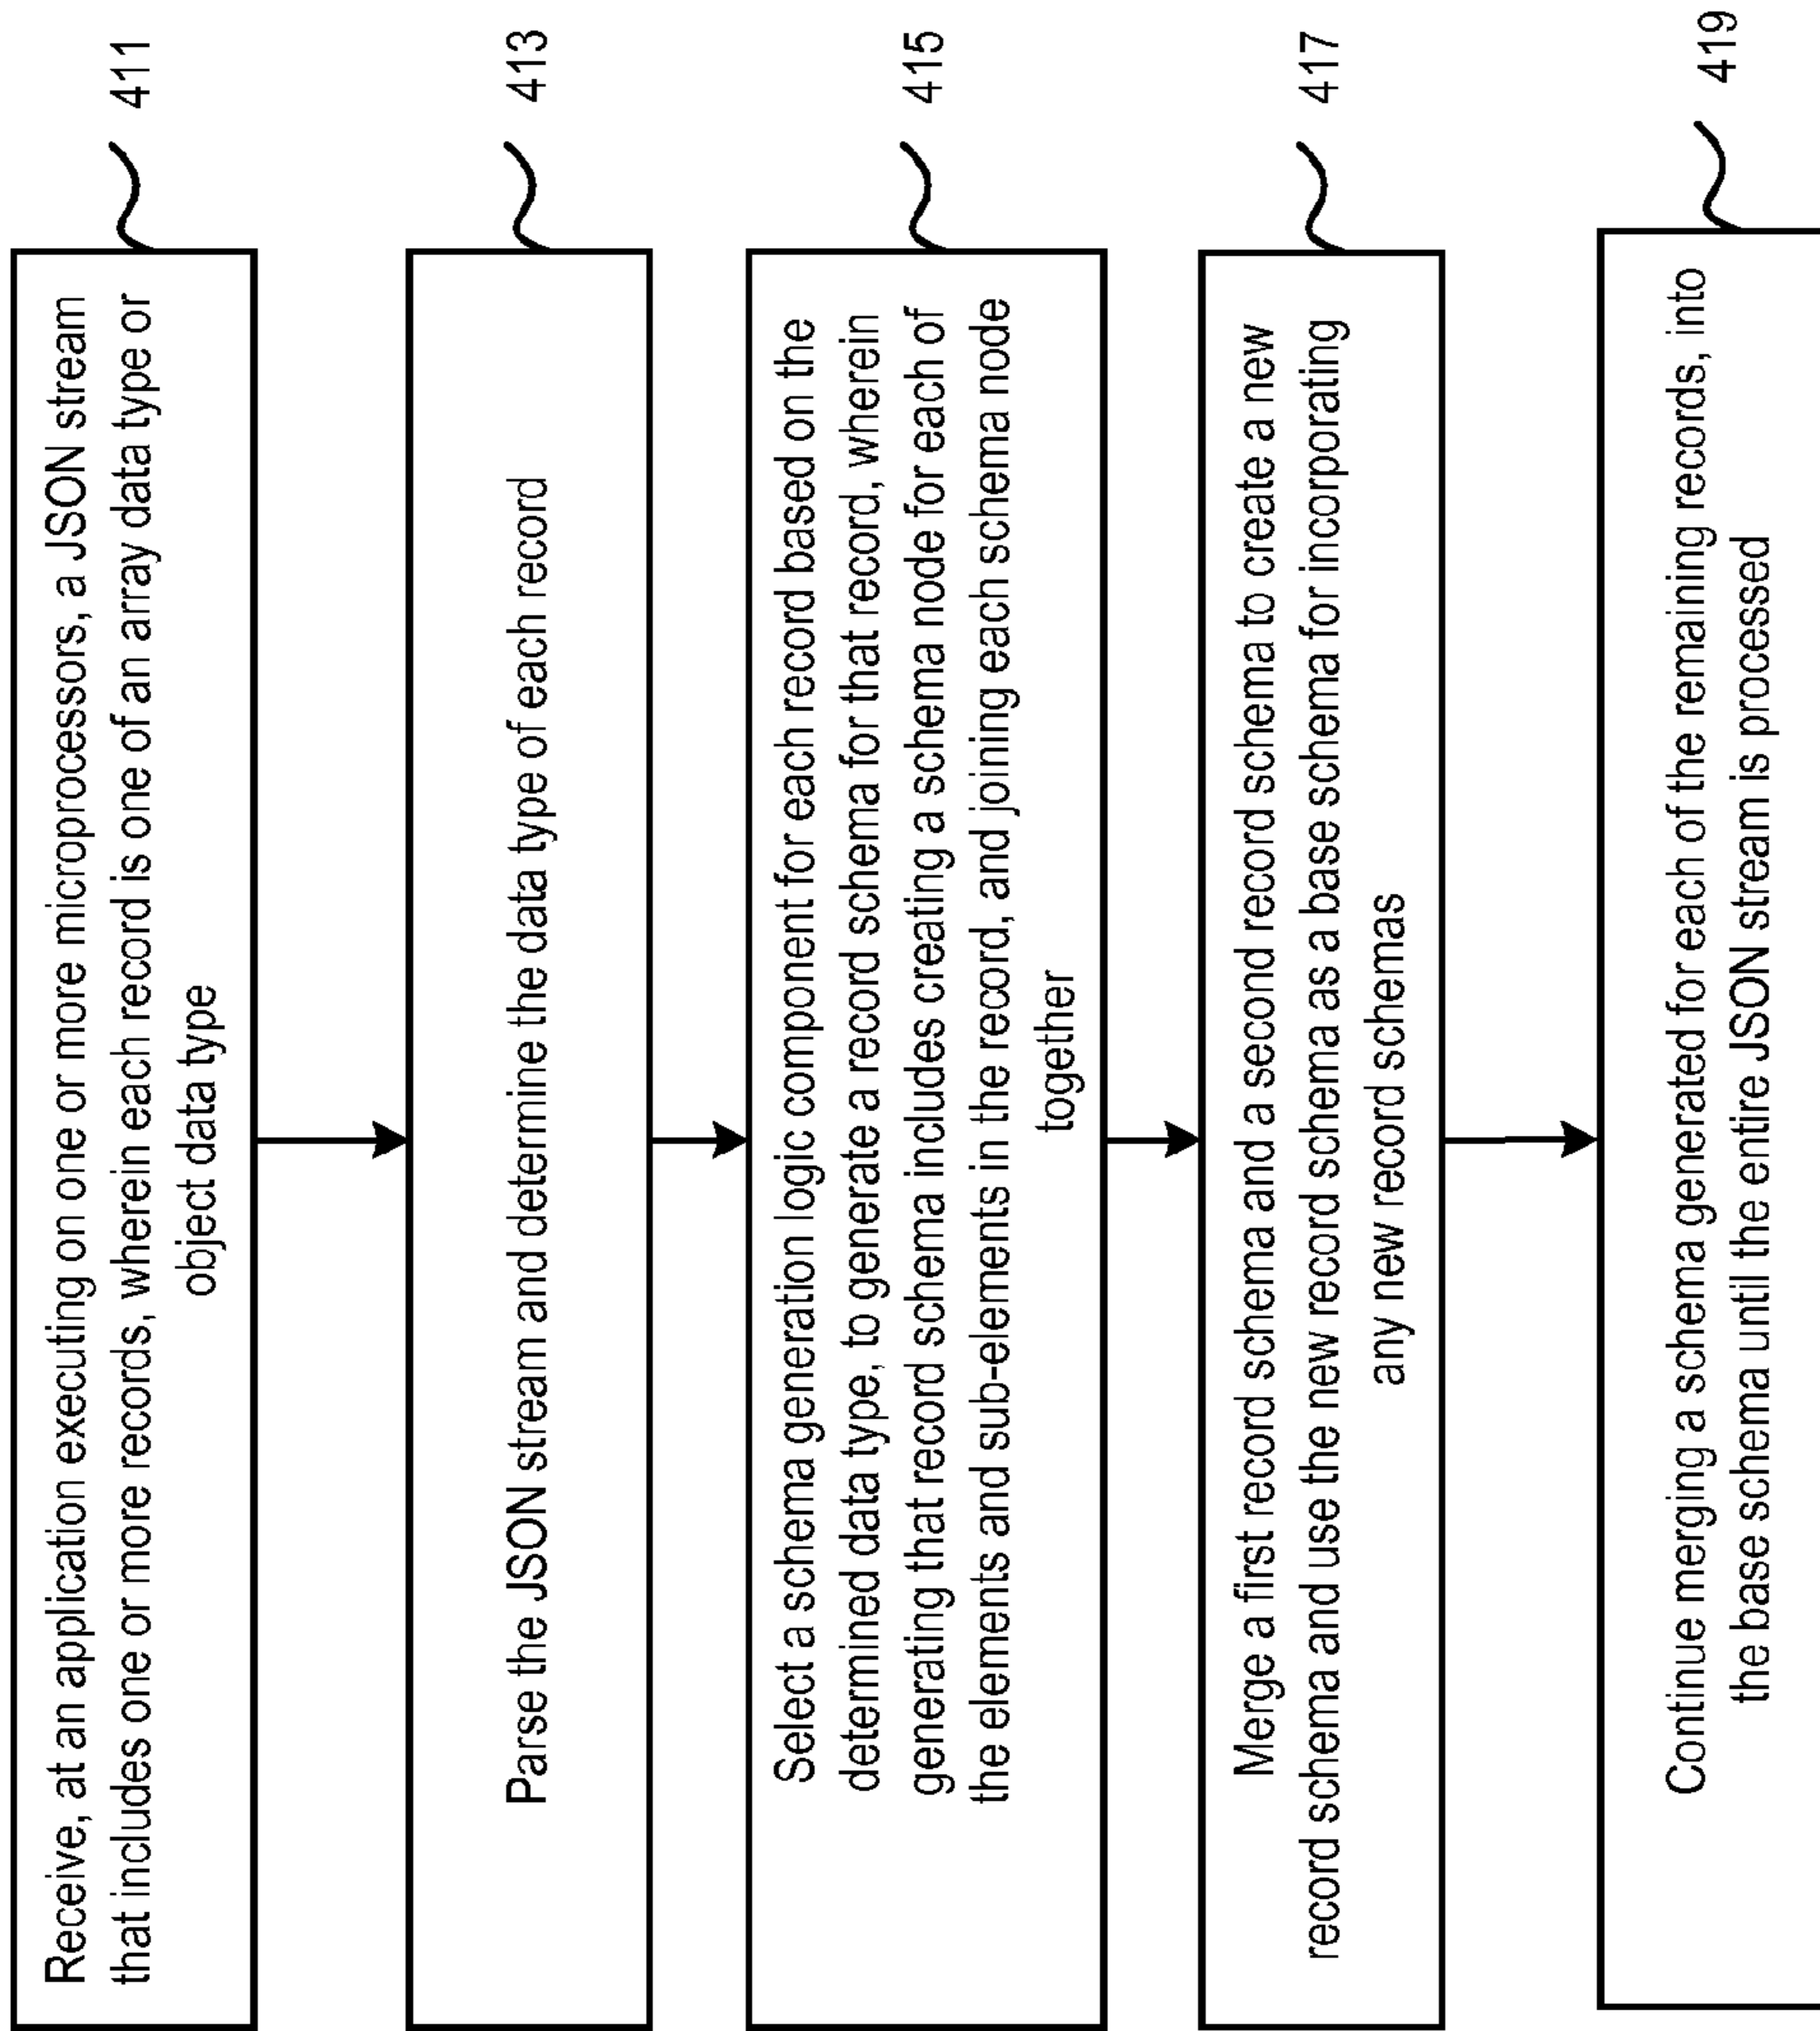 Receive, at an application executing on one or more microprocessors, a JSON stream
that includes one or more records, wherein each record is one of an array data type or
object data type
411
Parse the JSON stream and determine the data type of each record
413
Select a schema generation logic component for each record based on the
determined data type, to generate a record schema for that record, wherein
generating that record schema includes creating a schema node for each of
the elements and sub-elements in the record, and joining each schema node
together
415
Merge a first record schema and a second record schema to create a new
record schema and use the new record schema as a base schema for incorporating
any new record schemas
417
Continue merging a schema generated for each of the remaining records, into
the base schema until the entire JSON stream is processed
419